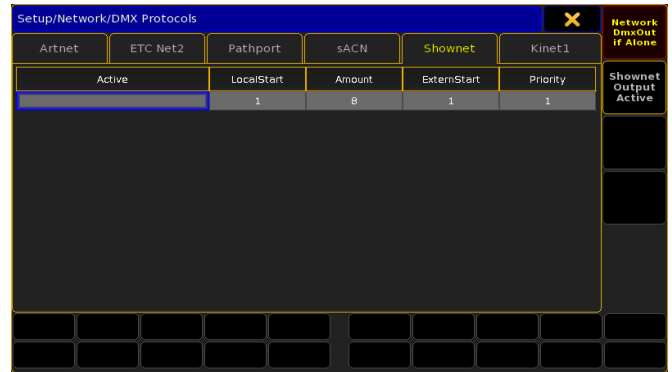 Setup/Network/DMX Protocols
Network
DmxOut
if Alone
Artnet ETC Net2 Pathport sACN Shownet Kinet1
Active LocalStart Amount ExternStart Priority
1 8 1 1
Shownet
Output
Active